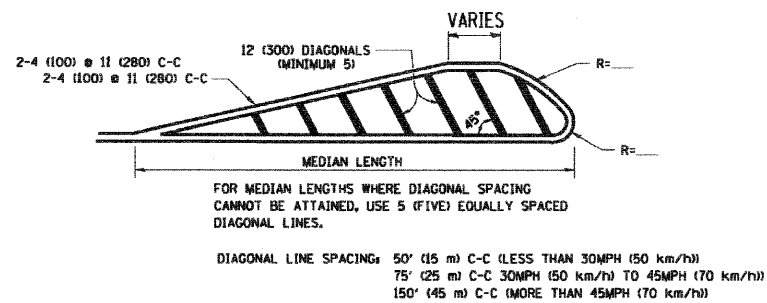 VARIES
2-4 (100) @ 11 (280) C-C
2-4 (100) @ 11 (280) C-C
12 (300) DIAGONALS
(MINIMUM 5)
R=___
45°
R=___
MEDIAN LENGTH
FOR MEDIAN LENGTHS WHERE DIAGONAL SPACING
CANNOT BE ATTAINED, USE 5 (FIVE) EQUALLY SPACED
DIAGONAL LINES.
DIAGONAL LINE SPACING: 50' (15 m) C-C (LESS THAN 30MPH (50 km/h))
75' (25 m) C-C 30MPH (50 km/h) TO 45MPH (70 km/h))
150' (45 m) C-C (MORE THAN 45MPH (70 km/h))